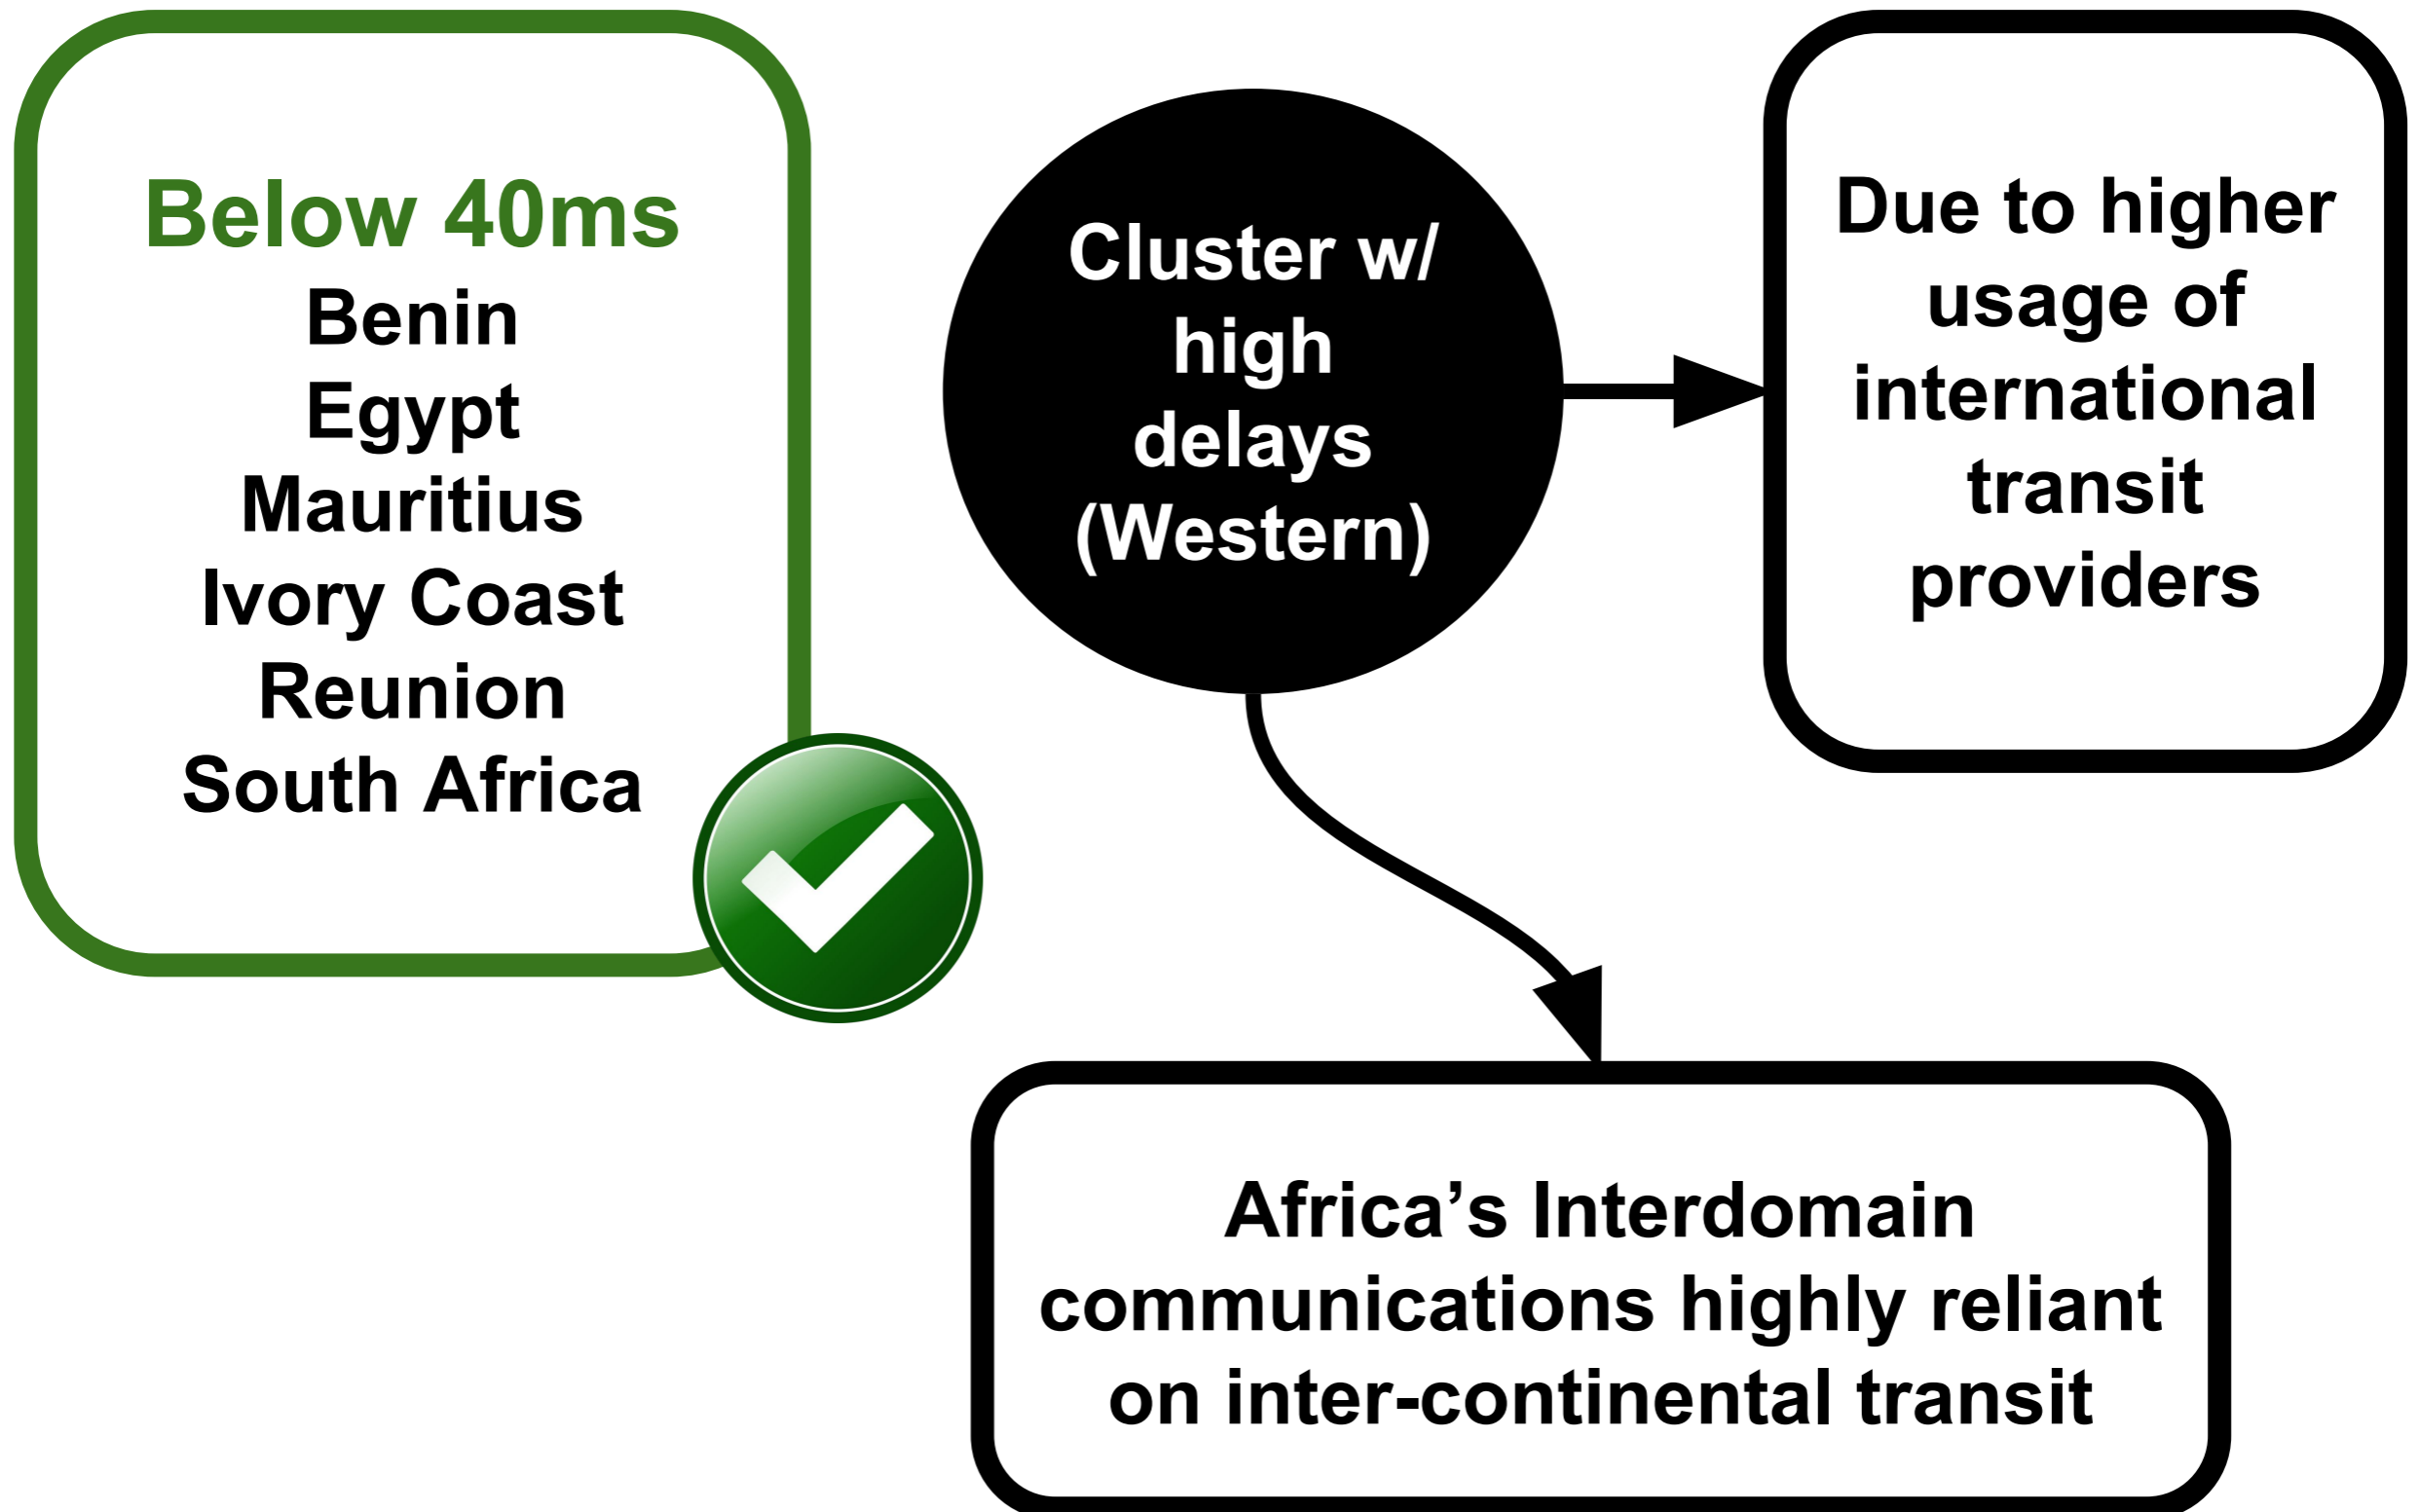 Below 40ms
Benin
Egypt
Mauritius
Ivory Coast
Reunion
South Africa
Cluster w/
high
delays
(Western)
Due to higher
usage of
international
transit
providers
Africa’s Interdomain
communications highly reliant
on inter-continental transit